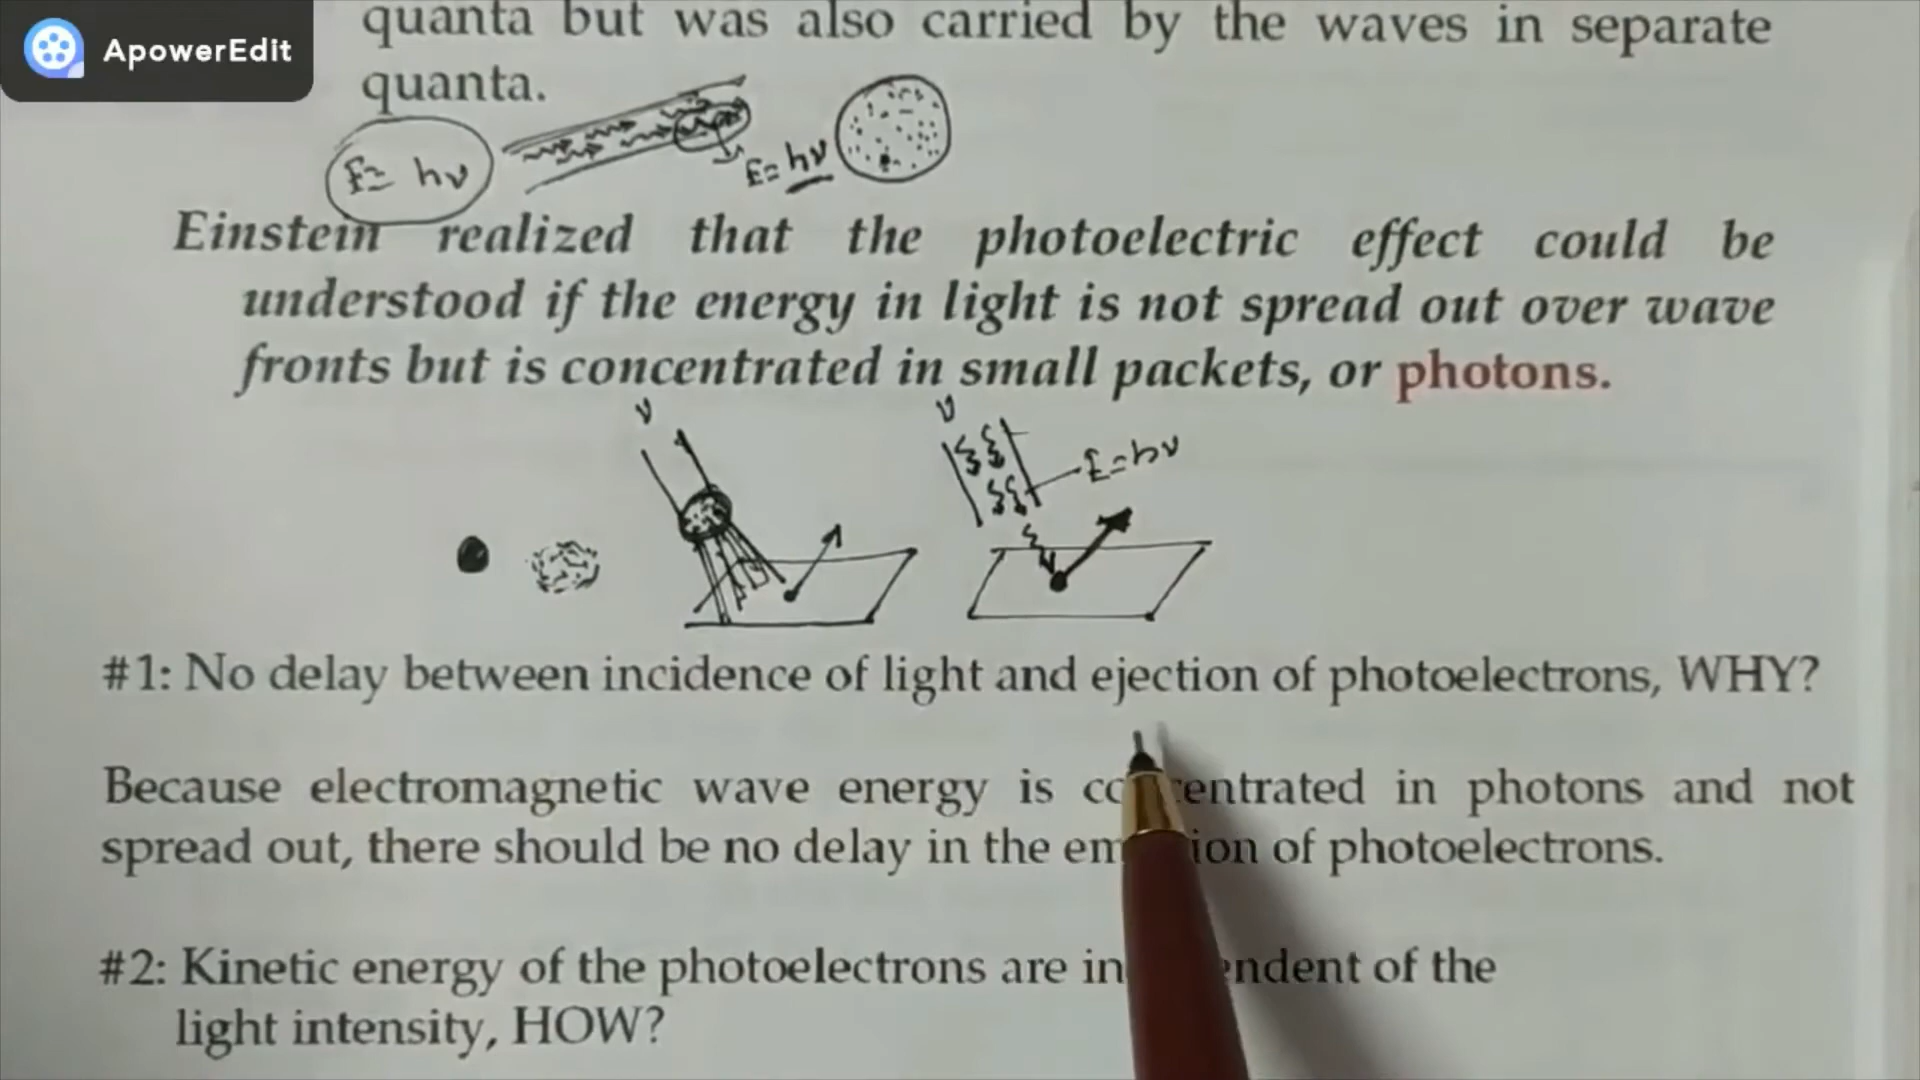 ApowerEdit
quanta but was also carried by the waves in separate
quanta.
E= hν
E=hν
Einstein realized that the photoelectric effect could be
understood if the energy in light is not spread out over wave
fronts but is concentrated in small packets, or photons.
ν
ν
E=hν
#1: No delay between incidence of light and ejection of photoelectrons, WHY?
Because electromagnetic wave energy is co entrated in photons and not
spread out, there should be no delay in the em ion of photoelectrons.
#2: Kinetic energy of the photoelectrons are in endent of the
light intensity, HOW?